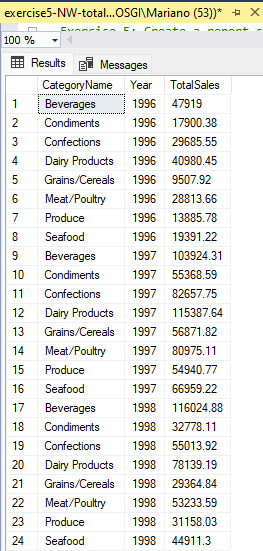 exercise5-NW-total...OSGI\Mariano (53))*
100 %
Results Messages
CategoryName Year TotalSales
1 Beverages 1996 47919
2 Condiments 1996 17900.38
3 Confections 1996 29685.55
4 Dairy Products 1996 40980.45
5 Grains/Cereals 1996 9507.92
6 Meat/Poultry 1996 28813.66
7 Produce 1996 13885.78
8 Seafood 1996 19391.22
9 Beverages 1997 103924.31
10 Condiments 1997 55368.59
11 Confections 1997 82657.75
12 Dairy Products 1997 115387.64
13 Grains/Cereals 1997 56871.82
14 Meat/Poultry 1997 80975.11
15 Produce 1997 54940.77
16 Seafood 1997 66959.22
17 Beverages 1998 116024.88
18 Condiments 1998 32778.11
19 Confections 1998 55013.92
20 Dairy Products 1998 78139.19
21 Grains/Cereals 1998 29364.84
22 Meat/Poultry 1998 53233.59
23 Produce 1998 31158.03
24 Seafood 1998 44911.3